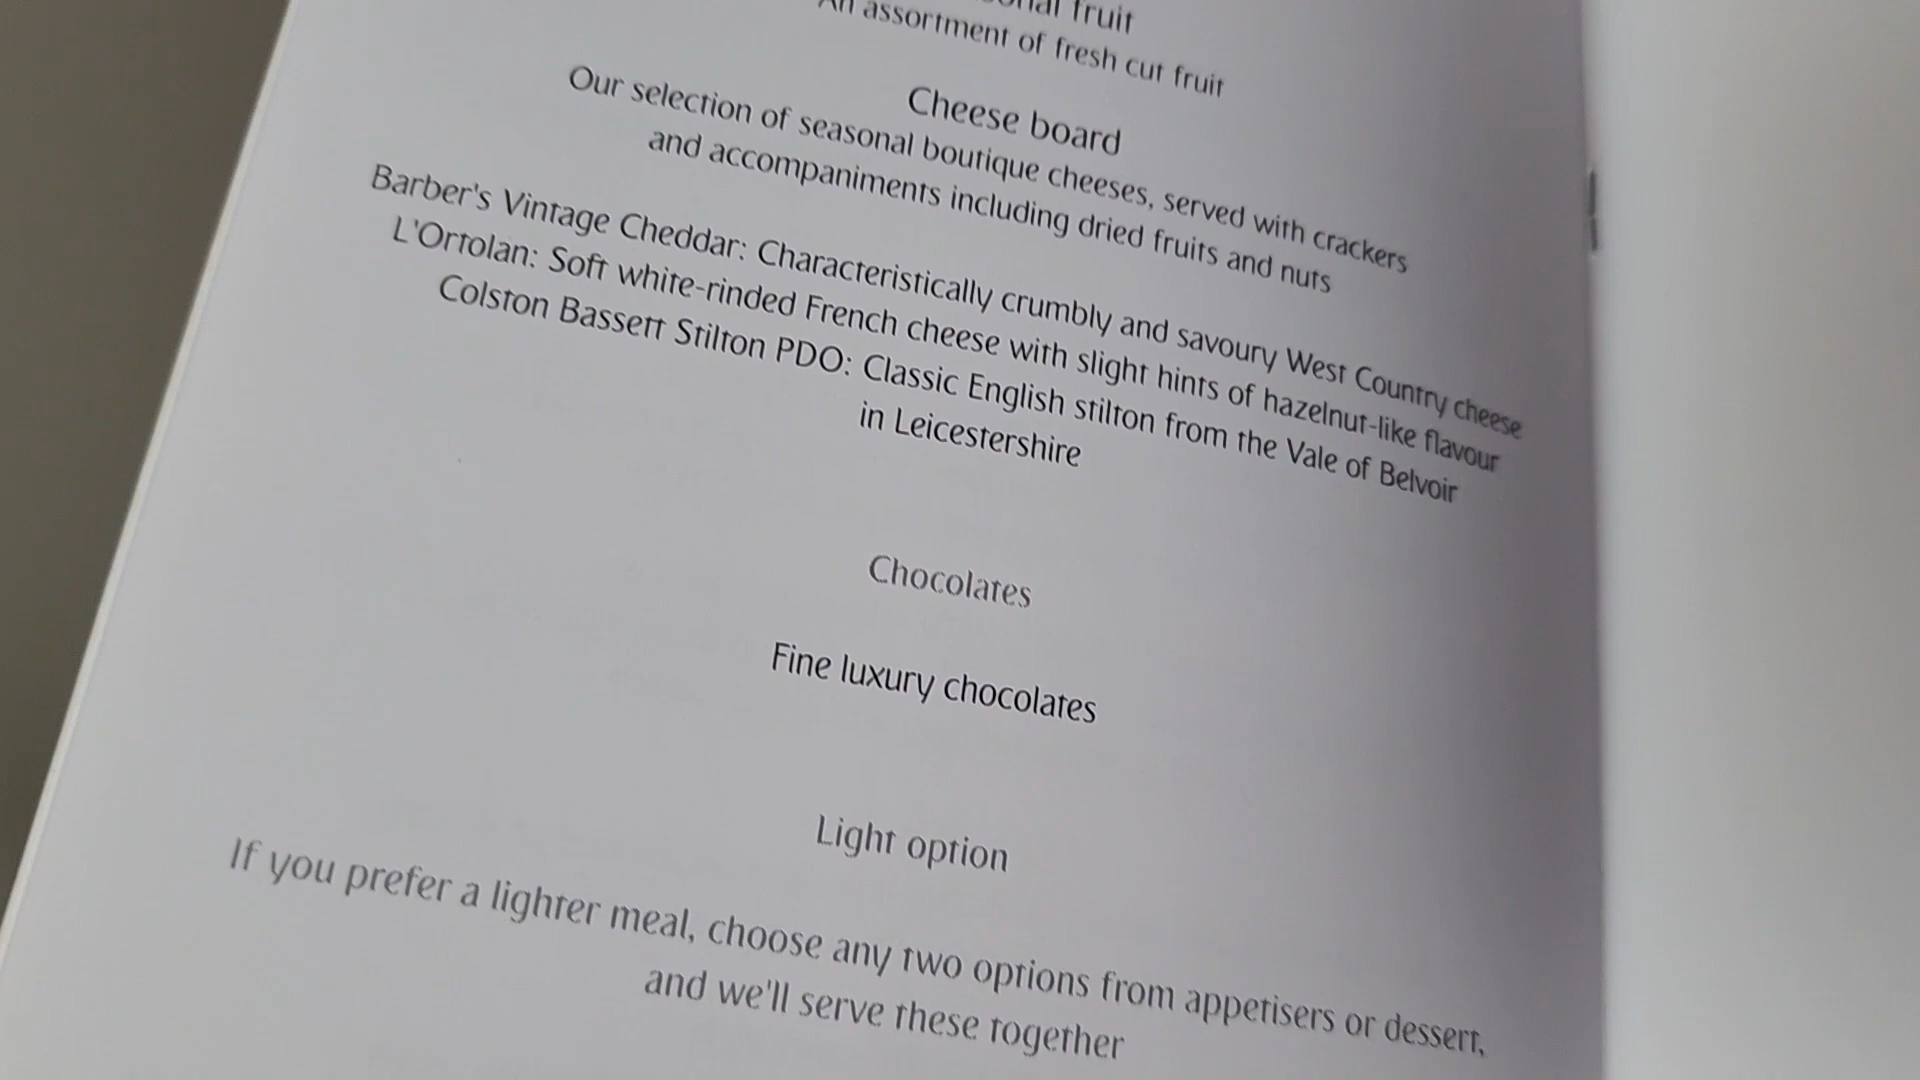 fruit
An assortment of fresh cut fruit
Cheese board
Our selection of seasonal boutique cheeses, served with crackers
and accompaniments including dried fruits and nuts
Barber's Vintage Cheddar: Characteristically crumbly and savoury West Country cheese
L'Ortolan: Soft white-rinded French cheese with slight hints of hazelnut-like flavour
Colston Bassett Stilton PDO: Classic English stilton from the Vale of Belvoir
in Leicestershire
Chocolates
Fine luxury chocolates
Light option
If you prefer a lighter meal, choose any two options from appetisers or dessert,
and we'll serve these together